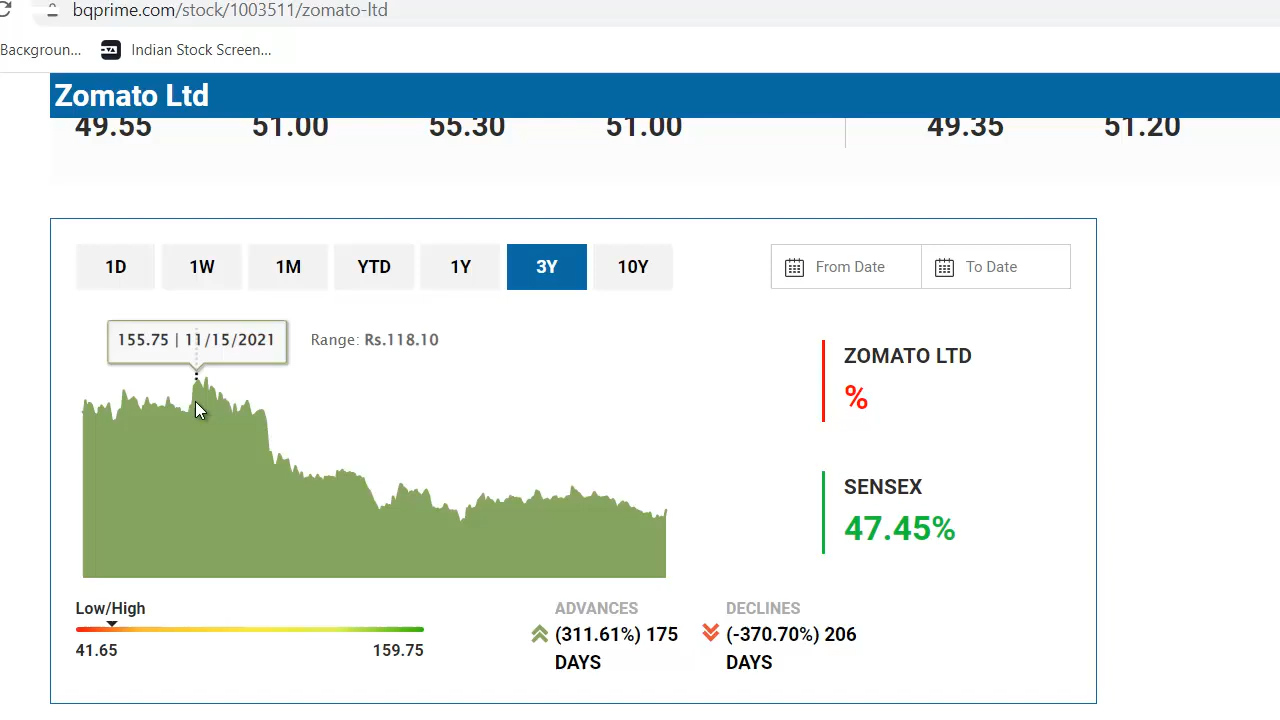 bqprime.com/stock/1003511/zomato-ltd
Backgroun... Indian Stock Screen...
Zomato Ltd
49.55 51.00 55.30 51.00 49.35 51.20
1D 1W 1M YTD 1Y 3Y 10Y From Date To Date
155.75 | 11/15/2021 Range: Rs.118.10
ZOMATO LTD
%
SENSEX
47.45%
Low/High
41.65 159.75
ADVANCES DECLINES
(311.61%) 175 (-370.70%) 206
DAYS DAYS